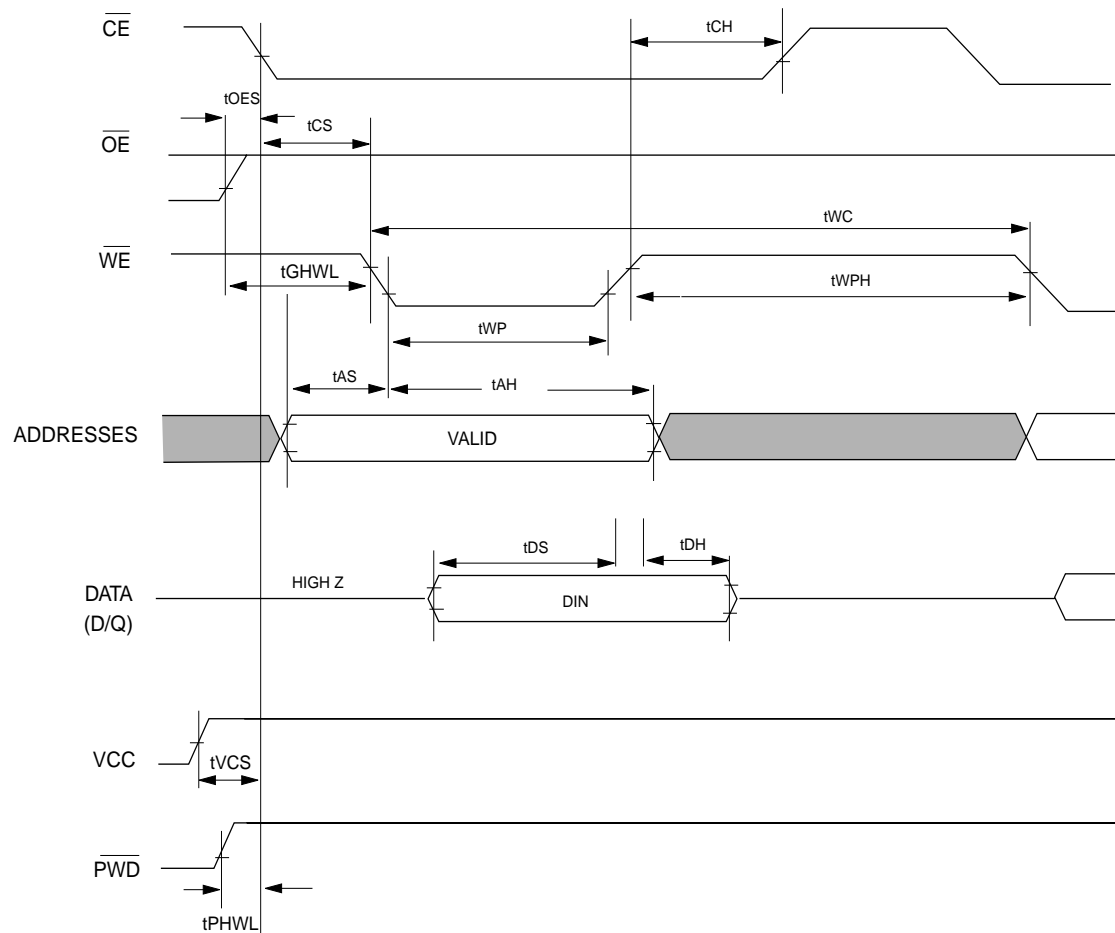 CE
tCH
tOES
tCS
OE
tWC
WE
tGHWL
tWPH
tWP
tAS
tAH
ADDRESSES
VALID
tDS
tDH
HIGH Z
DATA
(D/Q)
DIN
VCC
tVCS
PWD
tPHWL